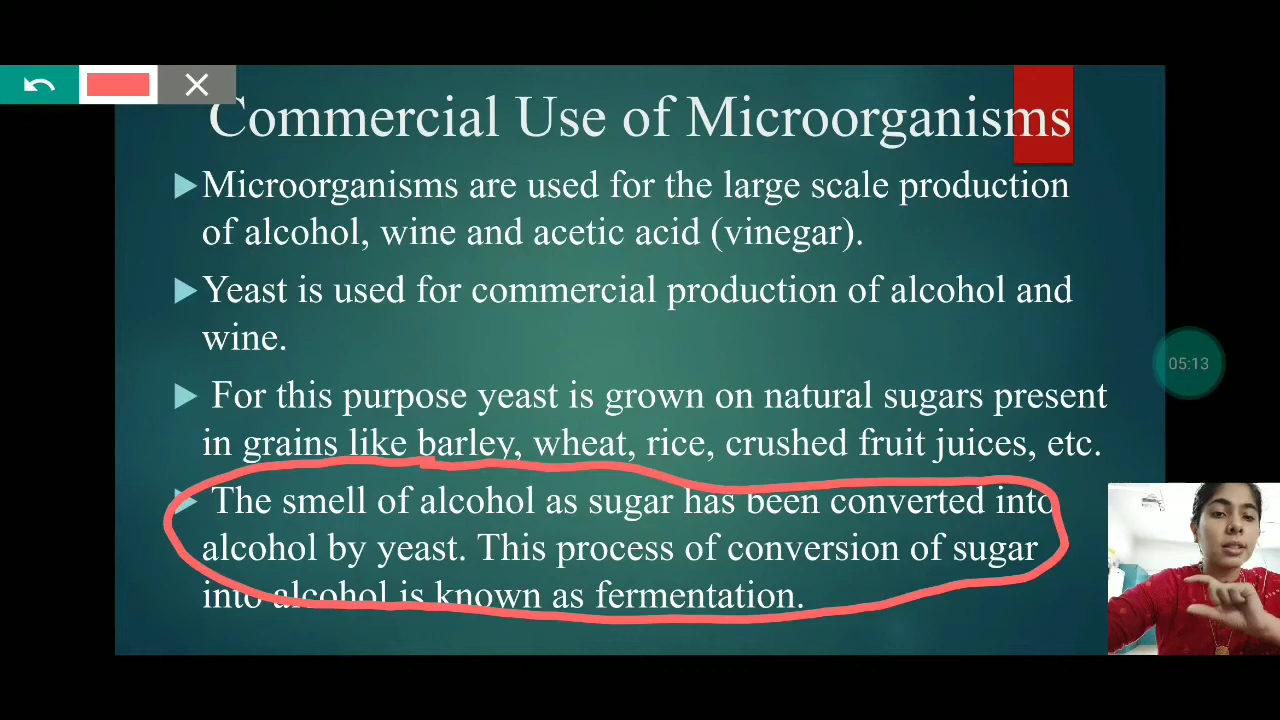 Commercial Use of Microorganisms
Microorganisms are used for the large scale production
of alcohol, wine and acetic acid (vinegar).
Yeast is used for commercial production of alcohol and
wine.
For this purpose yeast is grown on natural sugars present
in grains like barley, wheat, rice, crushed fruit juices, etc.
05:13
The smell of alcohol as sugar has been converted into
alcohol by yeast. This process of conversion of sugar
into alcohol is known as fermentation.